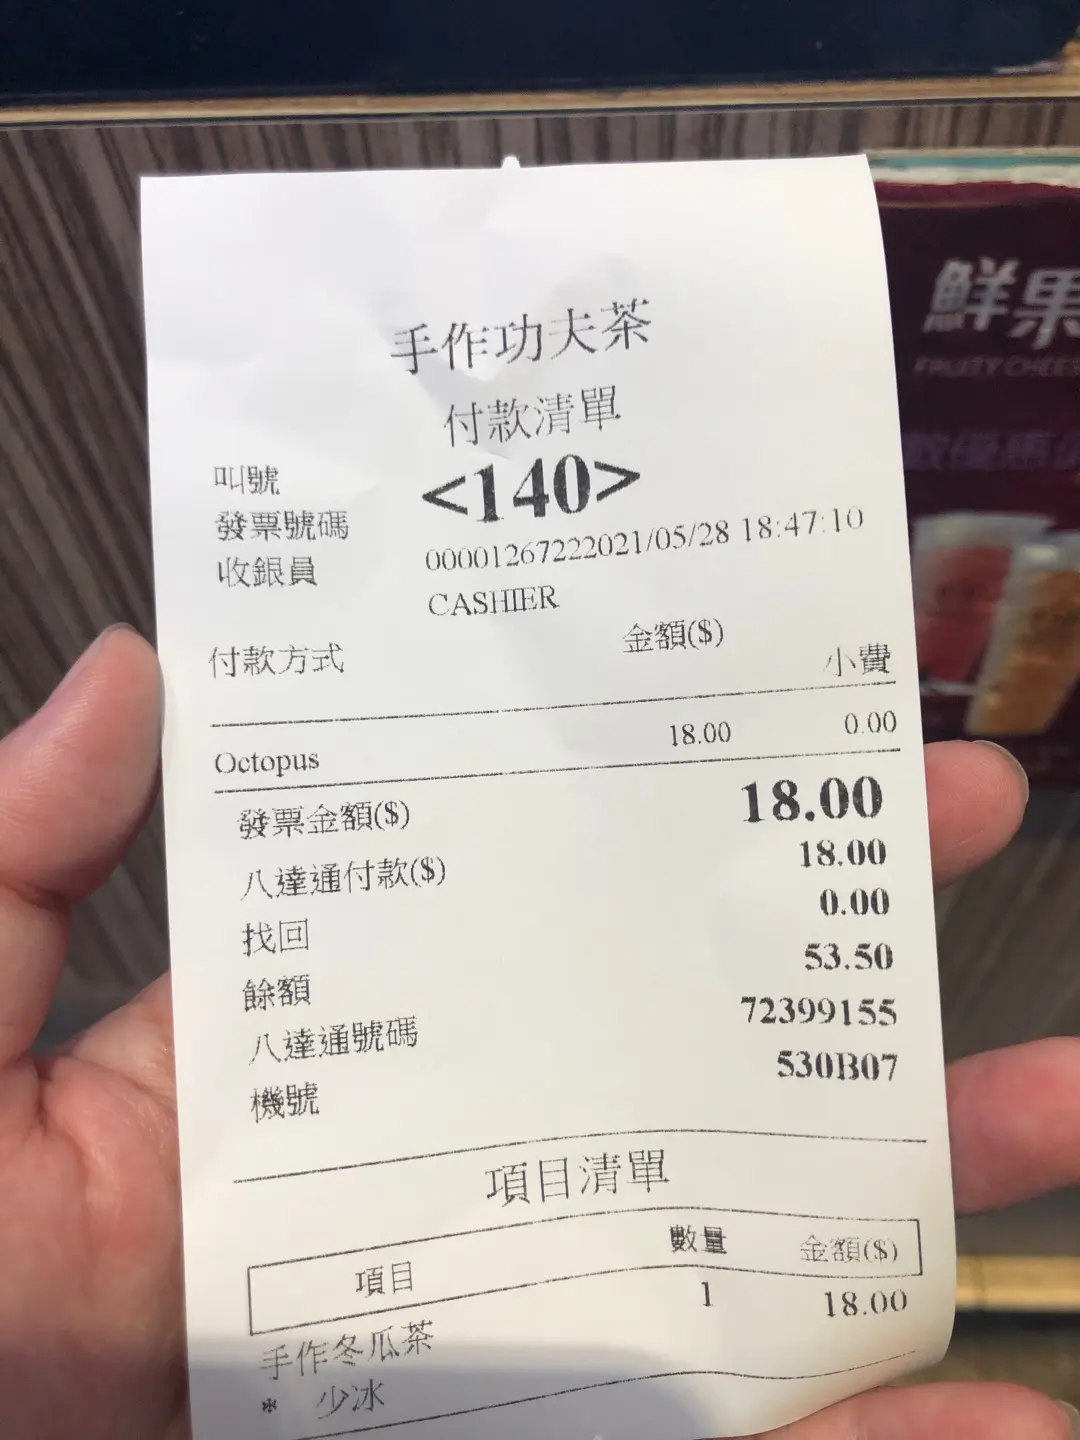 手作功夫茶
付款清單
叫號 <140>
發票號碼 00001267222021/05/28 18:47:10
收銀員 CASHIER
付款方式 金額($) 小費
Octopus 18.00 0.00
發票金額($) 18.00
八達通付款($) 18.00
找回 0.00
餘額 53.50
八達通號碼 72399155
機號 530B07
項目清單
項目 數量 金額($)
手作冬瓜茶 1 18.00
* 少冰
鮮果
FRUITY CHEES